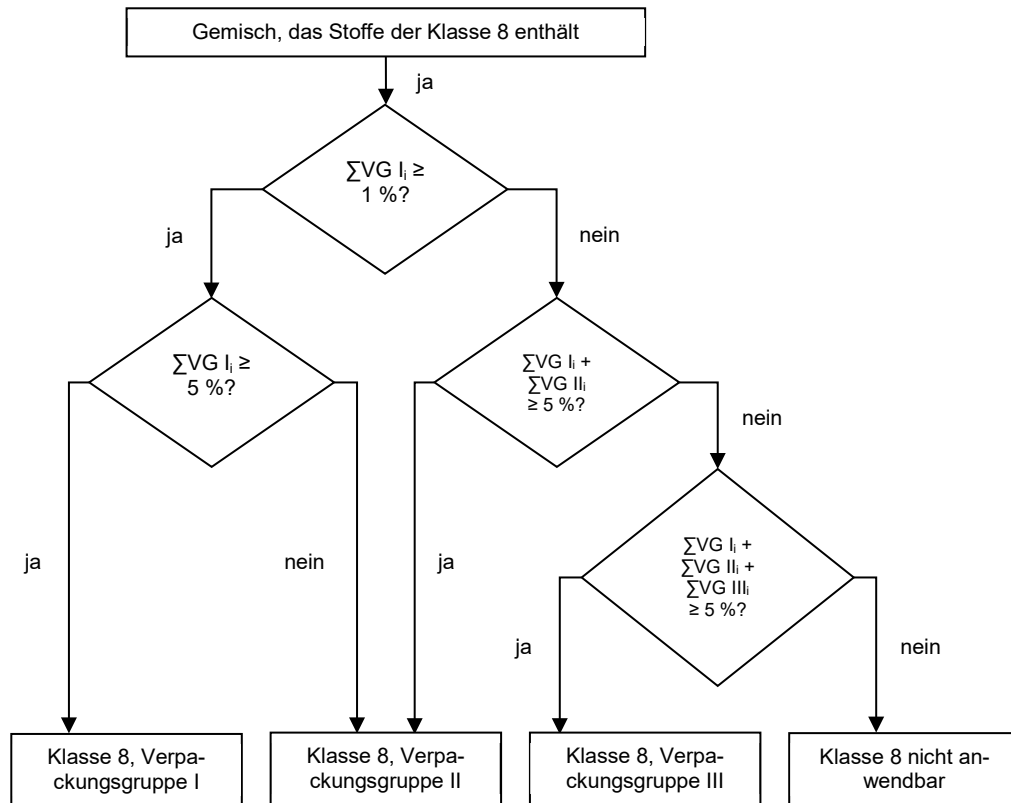 Gemisch, das Stoffe der Klasse 8 enthält
ja
∑VG Iᵢ ≥
1 %?
ja
nein
∑VG Iᵢ ≥
5 %?
∑VG Iᵢ +
∑VG IIᵢ
≥ 5 %?
nein
∑VG Iᵢ +
∑VG IIᵢ +
∑VG IIIᵢ
≥ 5 %?
ja
nein
ja
ja
nein
Klasse 8, Verpa-
ckungsgruppe I
Klasse 8, Verpa-
ckungsgruppe II
Klasse 8, Verpa-
ckungsgruppe III
Klasse 8 nicht an-
wendbar